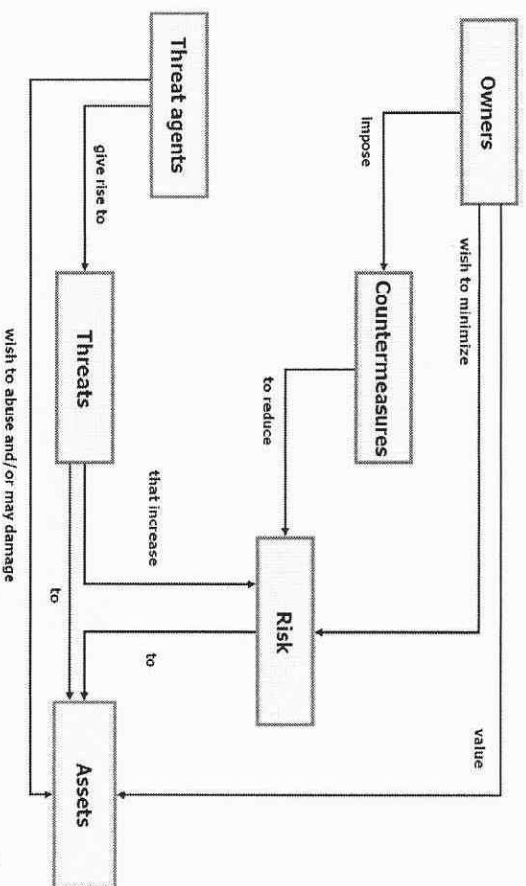 Owners
value
wish to minimize
impose
Countermeasures
to reduce
Risk
Threat agents
give rise to
Threats
that increase
to
to
Assets
wish to abuse and/or may damage